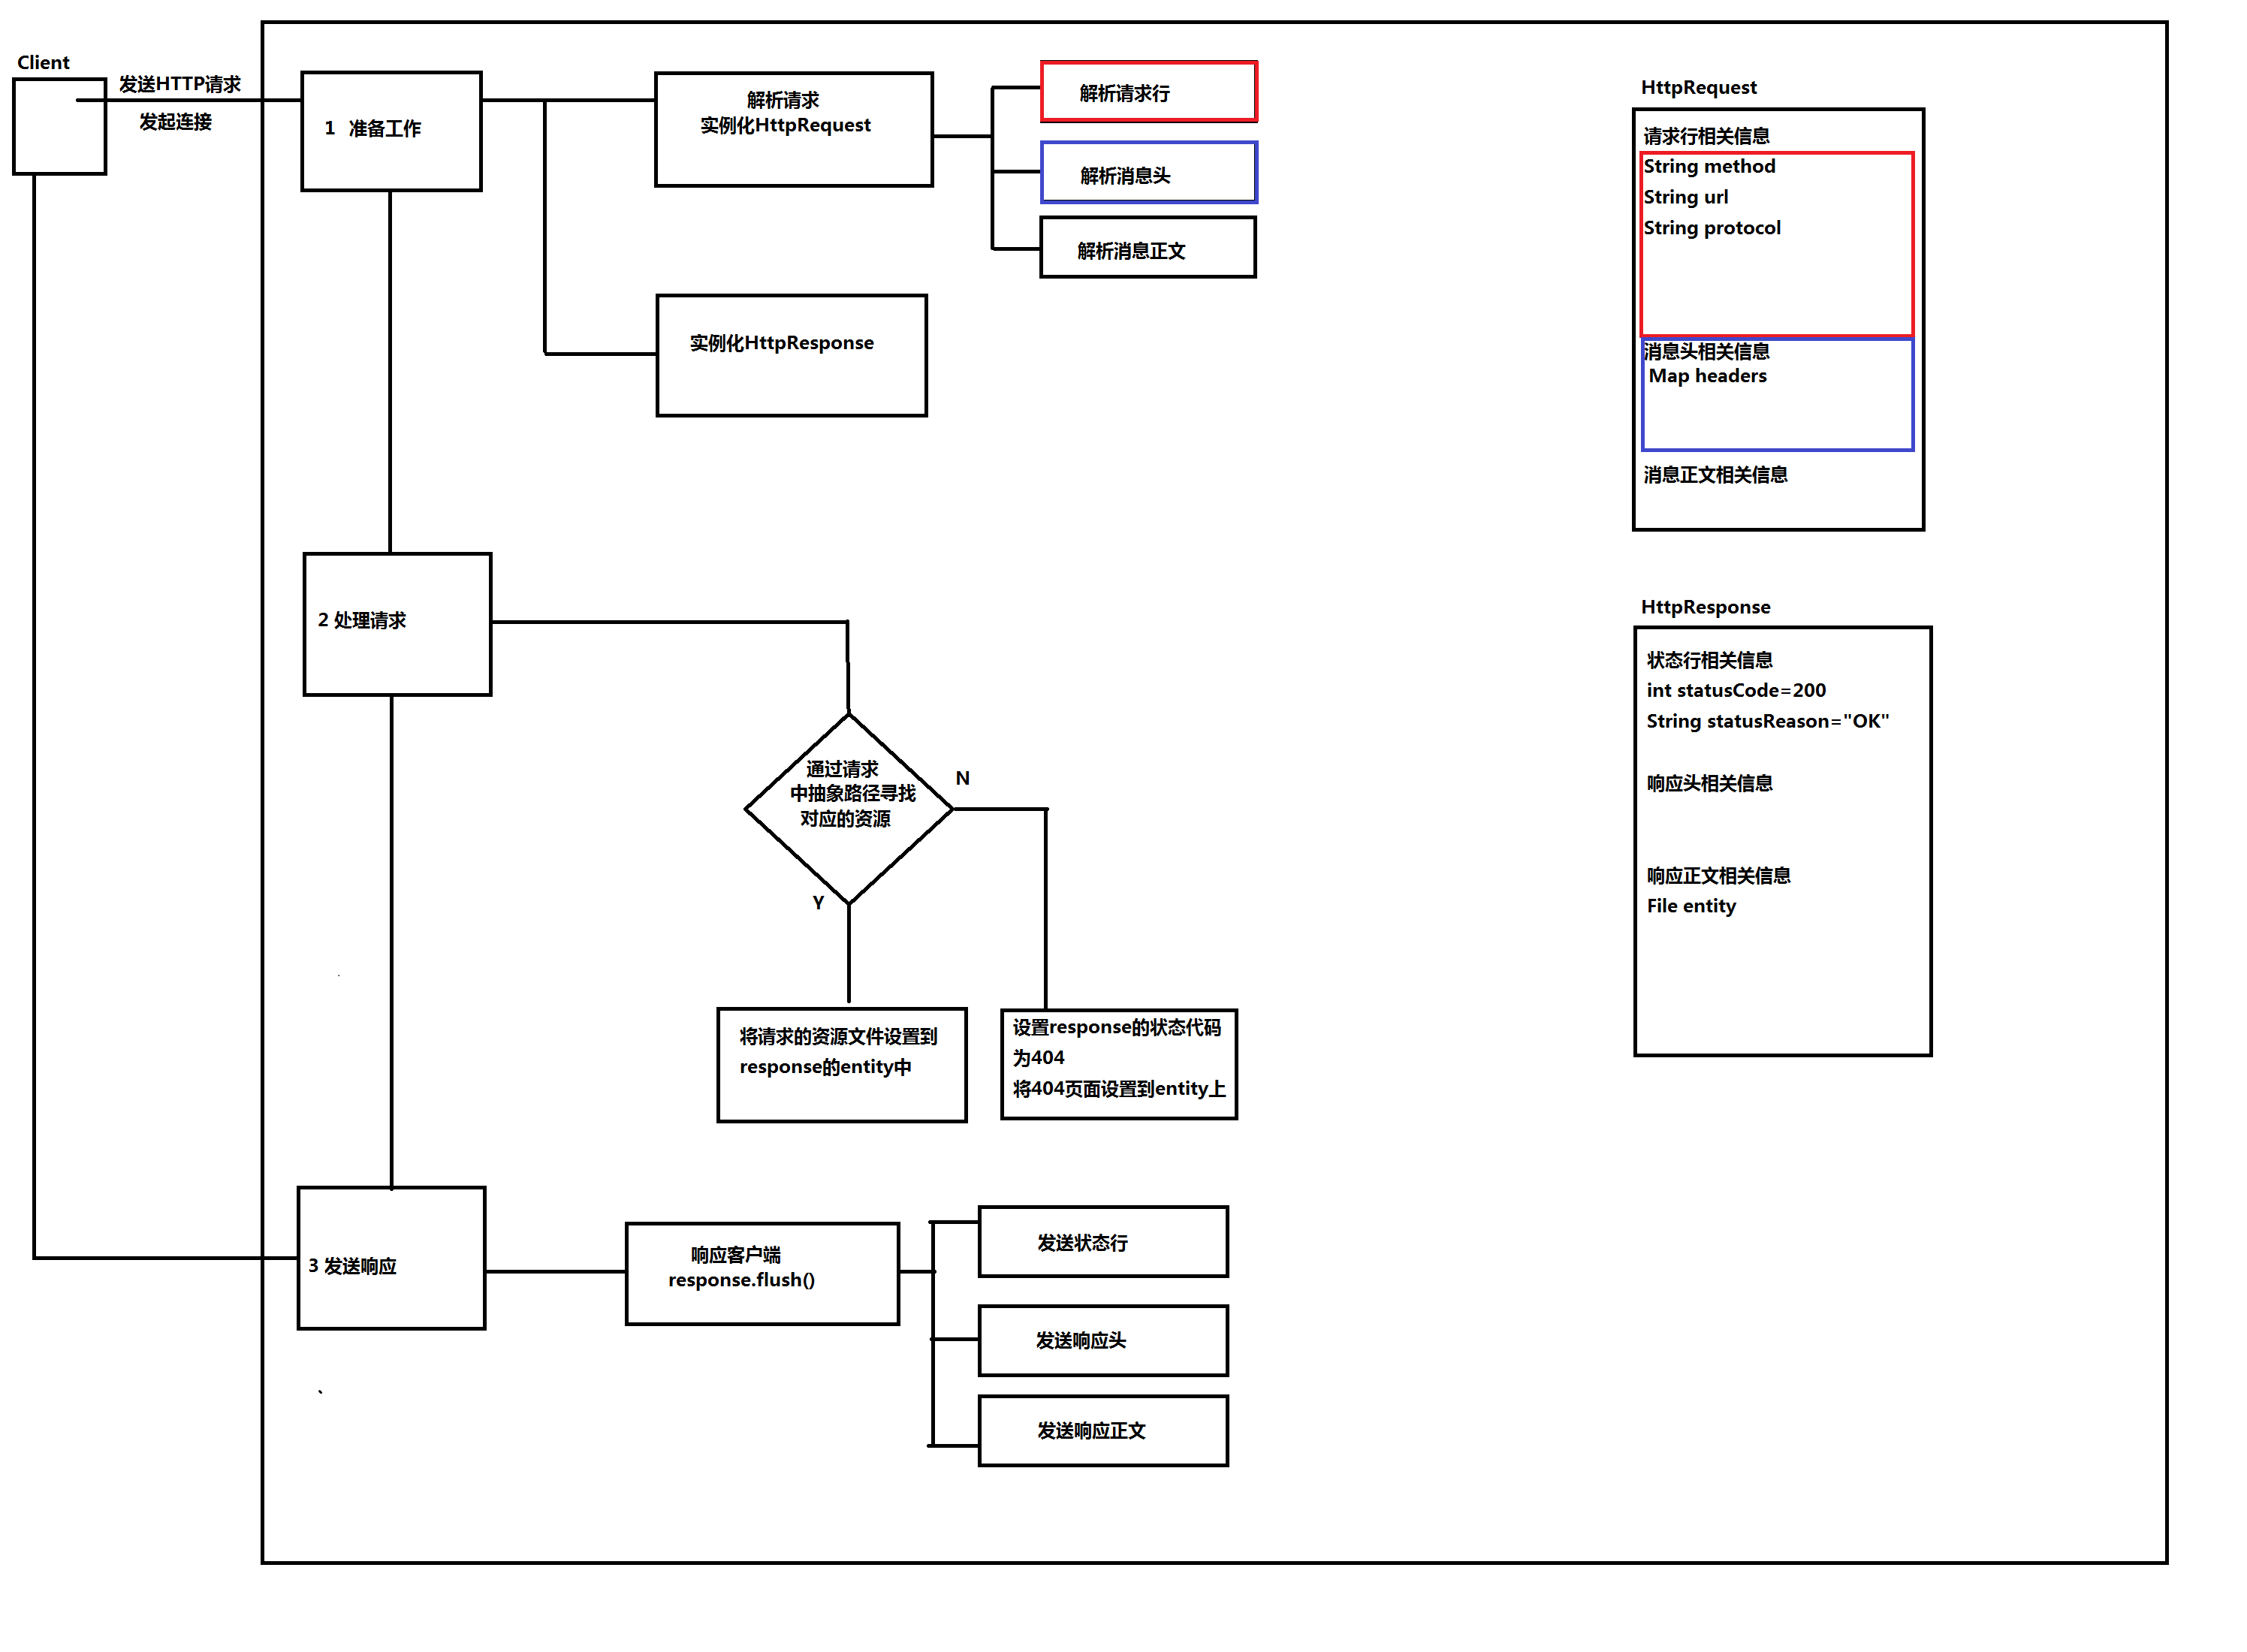 Client
发送HTTP请求
发起连接
1 准备工作
解析请求
实例化HttpRequest
解析请求行
解析消息头
解析消息正文
实例化HttpResponse
HttpRequest
请求行相关信息
String method
String url
String protocol
消息头相关信息
Map headers
消息正文相关信息
2 处理请求
通过请求
中抽象路径寻找
对应的资源
N
Y
将请求的资源文件设置到
response的entity中
设置response的状态代码
为404
将404页面设置到entity上
HttpResponse
状态行相关信息
int statusCode=200
String statusReason="OK"
响应头相关信息
响应正文相关信息
File entity
3 发送响应
响应客户端
response.flush()
发送状态行
发送响应头
发送响应正文
、